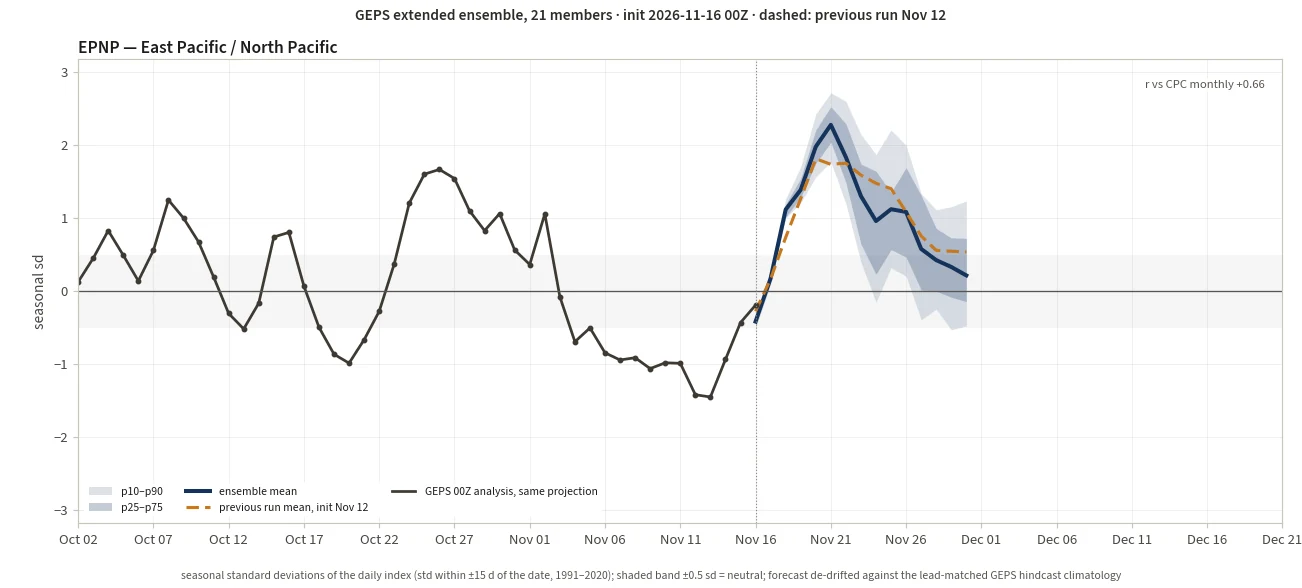 GEPS extended ensemble, 21 members · init 2026-11-16 00Z · dashed: previous run Nov 12
EPNP — East Pacific / North Pacific
r vs CPC monthly +0.66
seasonal sd
3
2
1
0
−1
−2
−3
p10–p90
ensemble mean
GEPS 00Z analysis, same projection
p25–p75
previous run mean, init Nov 12
Oct 02
Oct 07
Oct 12
Oct 17
Oct 22
Oct 27
Nov 01
Nov 06
Nov 11
Nov 16
Nov 21
Nov 26
Dec 01
Dec 06
Dec 11
Dec 16
Dec 21
seasonal standard deviations of the daily index (std within ±15 d of the date, 1991–2020); shaded band ±0.5 sd = neutral; forecast de-drifted against the lead-matched GEPS hindcast climatology